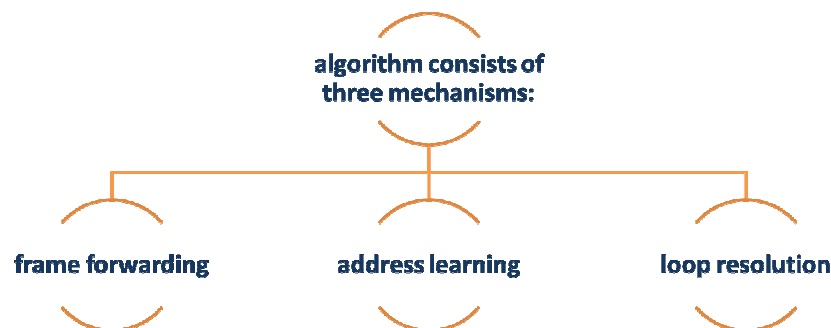 algorithm consists of
three mechanisms:
frame forwarding
address learning
loop resolution